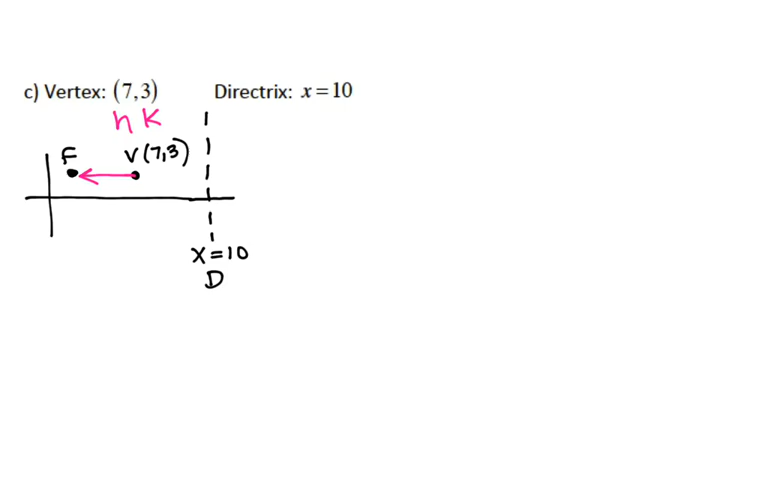 c) Vertex: (7,3) Directrix: x = 10
h k
F V(7,3)
x = 10
D